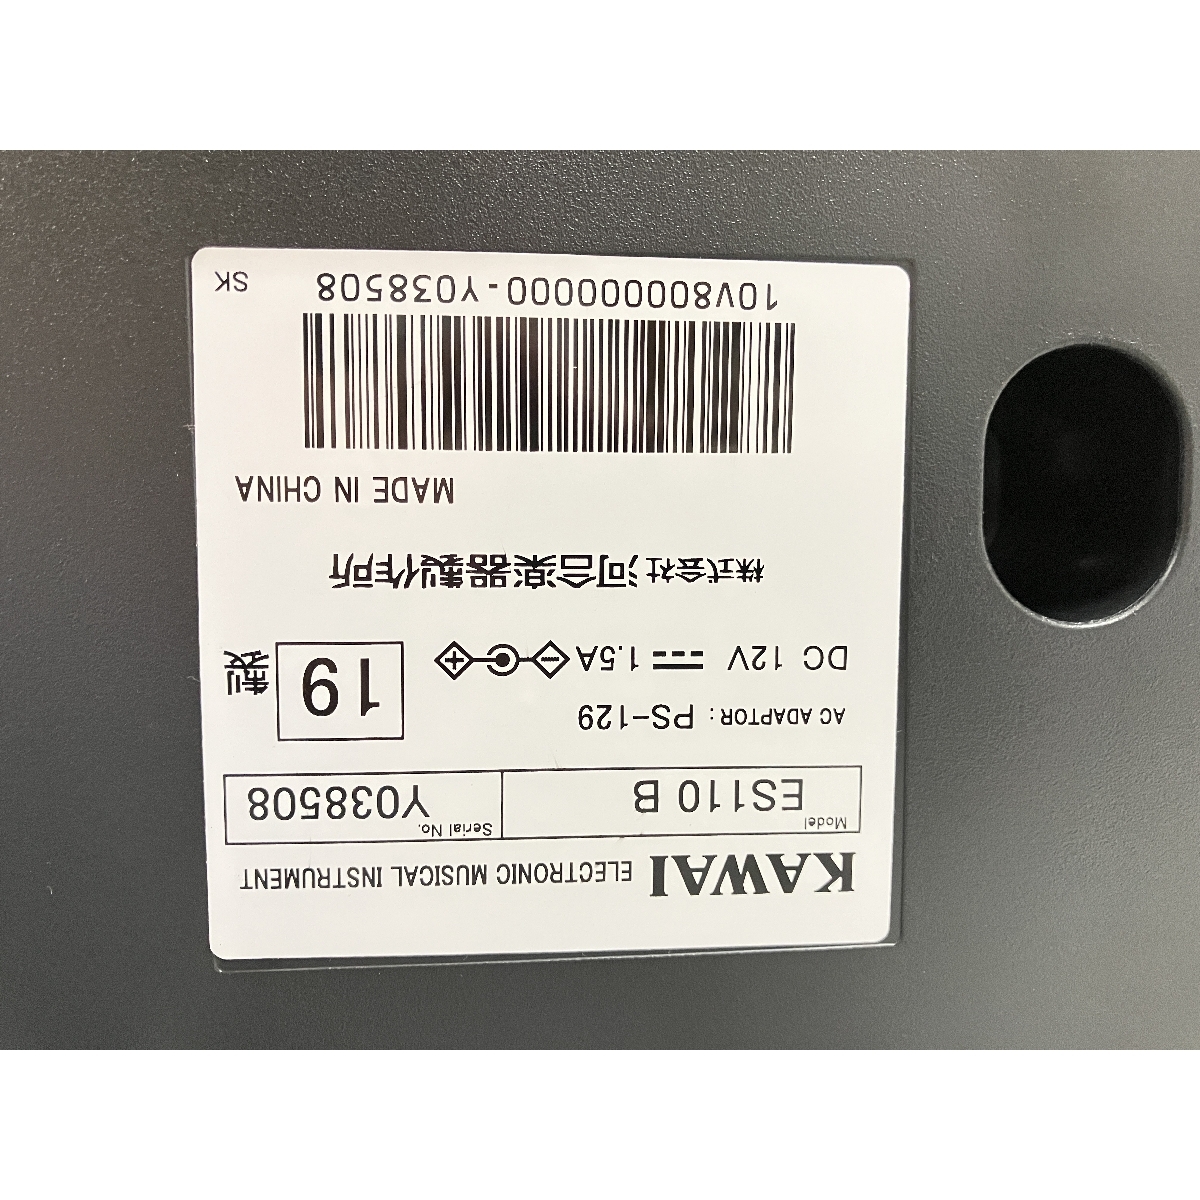 KAWAI ELECTRONIC MUSICAL INSTRUMENT
Model ES110 B Serial No. Y038508
AC ADAPTOR : PS-129
DC 12V 1.5A
19 製
株式会社河合楽器製作所
MADE IN CHINA
10V80000000-Y038508
SK